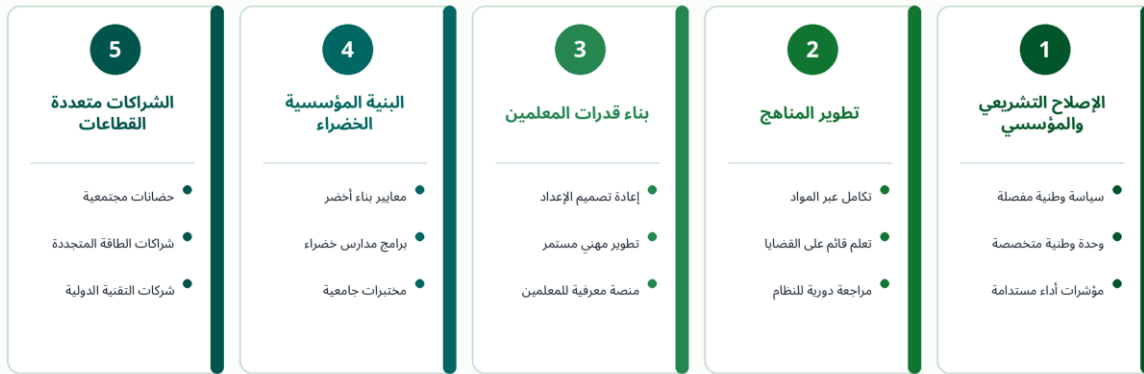 1
الإصلاح التشريعي
والمؤسسي
سياسة وطنية مفصلة
وحدة وطنية متخصصة
مؤشرات أداء مستدامة
2
تطوير المناهج
تكامل عبر المواد
تعلم قائم على القضايا
مراجعة دورية للنظام
3
بناء قدرات المعلمين
إعادة تصميم الإعداد
تطوير مهني مستمر
منصة معرفية للمعلمين
4
البنية المؤسسية
الخضراء
معايير بناء أخضر
برامج مدارس خضراء
مختبرات جامعية
5
الشراكات متعددة
القطاعات
حضانات مجتمعية
شراكات الطاقة المتجددة
شركات التقنية الدولية